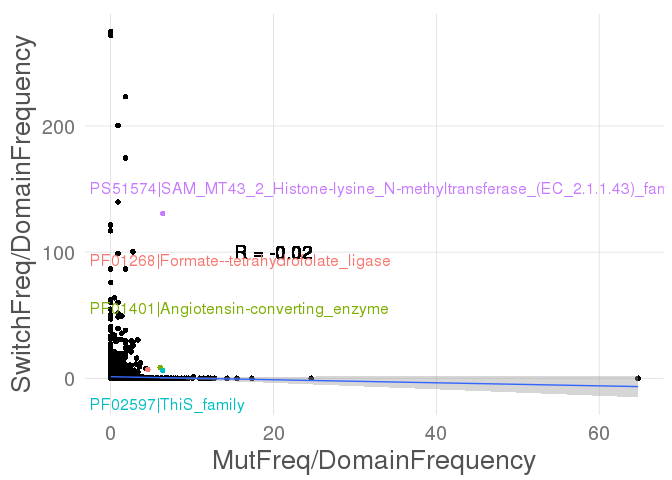 200
PS51574|SAM_MT43_2_Histone-lysine_N-methyltransferase_(EC_2.1.1.43)_fam
R = -0.02
100
PF01268|Formate--tetrahydrofolate_ligase
PF01401|Angiotensin-converting_enzyme
0
PF02597|ThiS_family
0 20 40 60
MutFreq/DomainFrequency
SwitchFreq/DomainFrequency